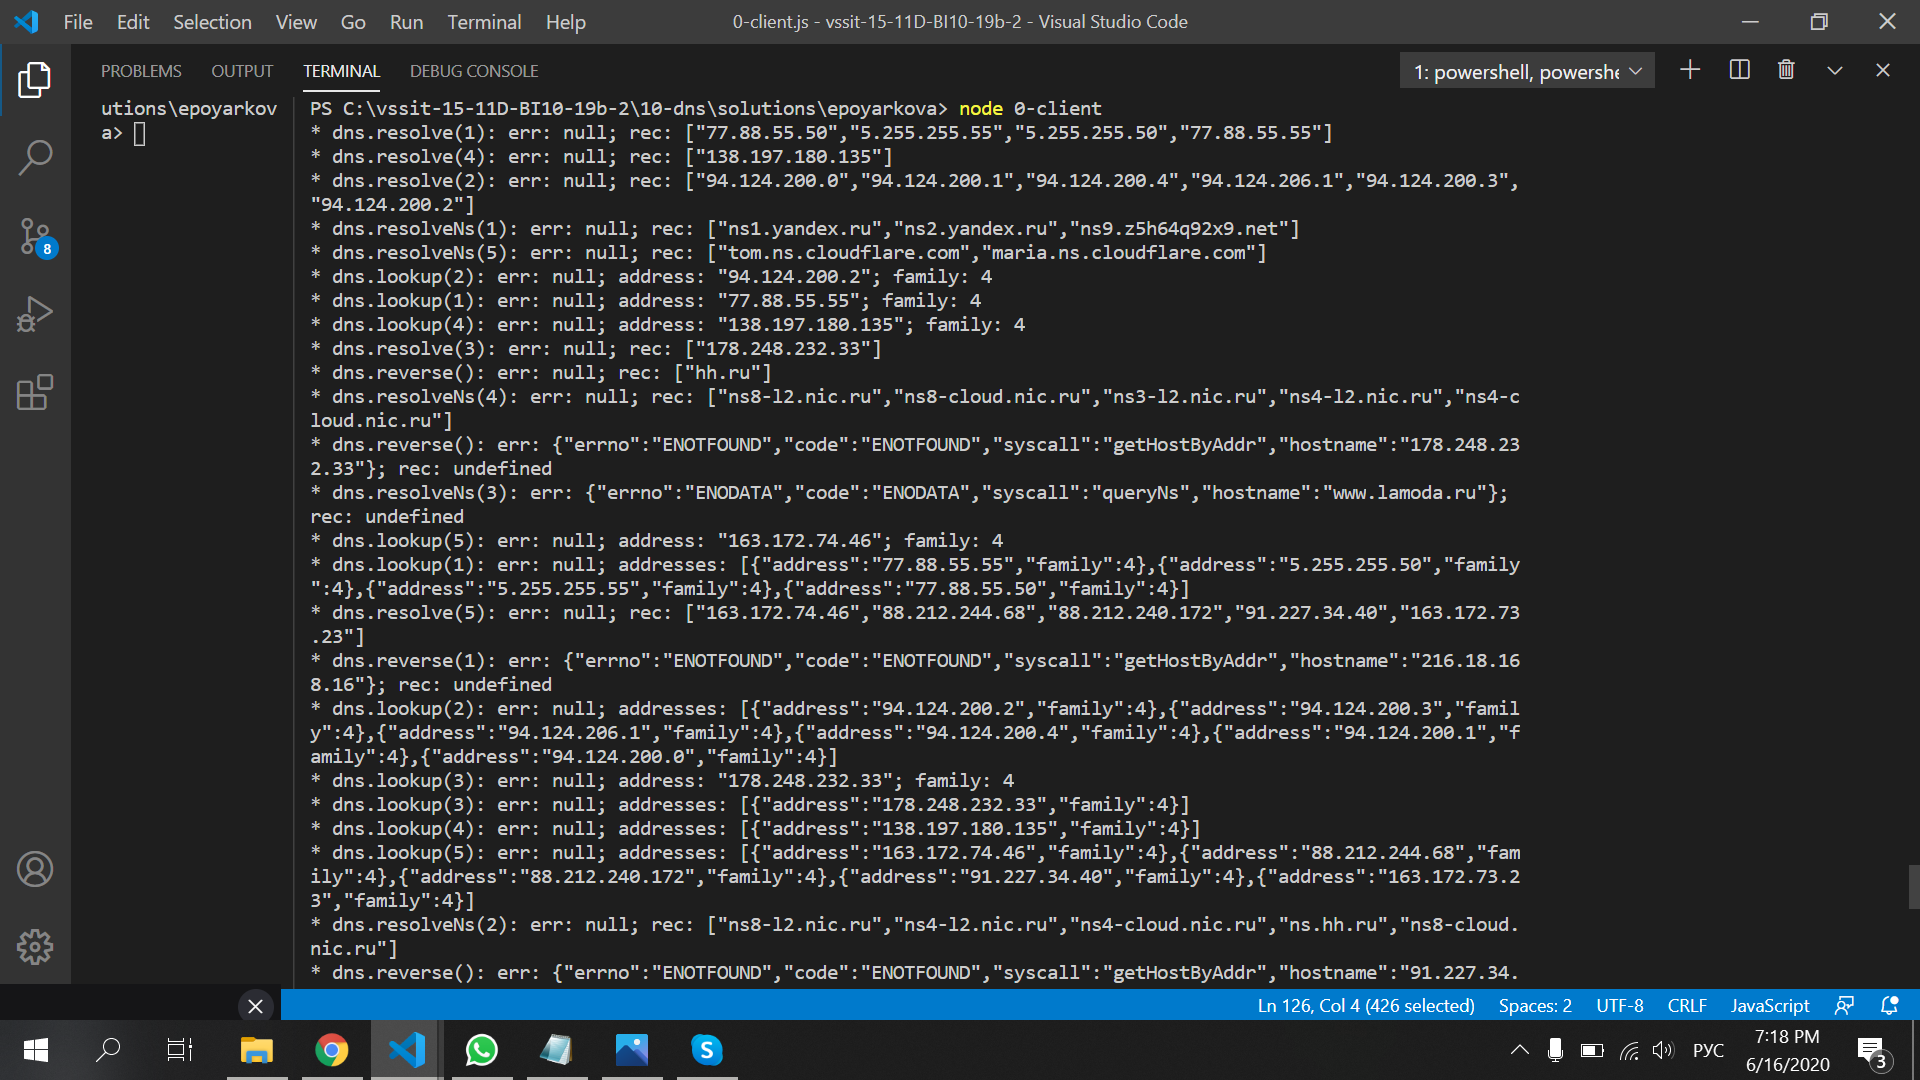 File Edit Selection View Go Run Terminal Help
0-client.js - vssit-15-11D-BI10-19b-2 - Visual Studio Code
PROBLEMS OUTPUT TERMINAL DEBUG CONSOLE
1: powershell, powershe
utions\epoyarkov
a>
PS C:\vssit-15-11D-BI10-19b-2\10-dns\solutions\epoyarkova> node 0-client
* dns.resolve(1): err: null; rec: ["77.88.55.50","5.255.255.55","5.255.255.50","77.88.55.55"]
* dns.resolve(4): err: null; rec: ["138.197.180.135"]
* dns.resolve(2): err: null; rec: ["94.124.200.0","94.124.200.1","94.124.200.4","94.124.206.1","94.124.200.3",
"94.124.200.2"]
* dns.resolveNs(1): err: null; rec: ["ns1.yandex.ru","ns2.yandex.ru","ns9.z5h64q92x9.net"]
* dns.resolveNs(5): err: null; rec: ["tom.ns.cloudflare.com","maria.ns.cloudflare.com"]
* dns.lookup(2): err: null; address: "94.124.200.2"; family: 4
* dns.lookup(1): err: null; address: "77.88.55.55"; family: 4
* dns.lookup(4): err: null; address: "138.197.180.135"; family: 4
* dns.resolve(3): err: null; rec: ["178.248.232.33"]
* dns.reverse(): err: null; rec: ["hh.ru"]
* dns.resolveNs(4): err: null; rec: ["ns8-l2.nic.ru","ns8-cloud.nic.ru","ns3-l2.nic.ru","ns4-l2.nic.ru","ns4-c
loud.nic.ru"]
* dns.reverse(): err: {"errno":"ENOTFOUND","code":"ENOTFOUND","syscall":"getHostByAddr","hostname":"178.248.23
2.33"}; rec: undefined
* dns.resolveNs(3): err: {"errno":"ENODATA","code":"ENODATA","syscall":"queryNs","hostname":"www.lamoda.ru"};
rec: undefined
* dns.lookup(5): err: null; address: "163.172.74.46"; family: 4
* dns.lookup(1): err: null; addresses: [{"address":"77.88.55.55","family":4},{"address":"5.255.255.50","family
":4},{"address":"5.255.255.55","family":4},{"address":"77.88.55.50","family":4}]
* dns.resolve(5): err: null; rec: ["163.172.74.46","88.212.244.68","88.212.240.172","91.227.34.40","163.172.73
.23"]
* dns.reverse(1): err: {"errno":"ENOTFOUND","code":"ENOTFOUND","syscall":"getHostByAddr","hostname":"216.18.16
8.16"}; rec: undefined
* dns.lookup(2): err: null; addresses: [{"address":"94.124.200.2","family":4},{"address":"94.124.200.3","famil
y":4},{"address":"94.124.206.1","family":4},{"address":"94.124.200.4","family":4},{"address":"94.124.200.1","f
amily":4},{"address":"94.124.200.0","family":4}]
* dns.lookup(3): err: null; address: "178.248.232.33"; family: 4
* dns.lookup(3): err: null; addresses: [{"address":"178.248.232.33","family":4}]
* dns.lookup(4): err: null; addresses: [{"address":"138.197.180.135","family":4}]
* dns.lookup(5): err: null; addresses: [{"address":"163.172.74.46","family":4},{"address":"88.212.244.68","fam
ily":4},{"address":"88.212.240.172","family":4},{"address":"91.227.34.40","family":4},{"address":"163.172.73.2
3","family":4}]
* dns.resolveNs(2): err: null; rec: ["ns8-l2.nic.ru","ns4-l2.nic.ru","ns4-cloud.nic.ru","ns.hh.ru","ns8-cloud.
nic.ru"]
* dns.reverse(): err: {"errno":"ENOTFOUND","code":"ENOTFOUND","syscall":"getHostByAddr","hostname":"91.227.34.
8
Ln 126, Col 4 (426 selected) Spaces: 2 UTF-8 CRLF JavaScript
РУС
7:18 PM
6/16/2020
3